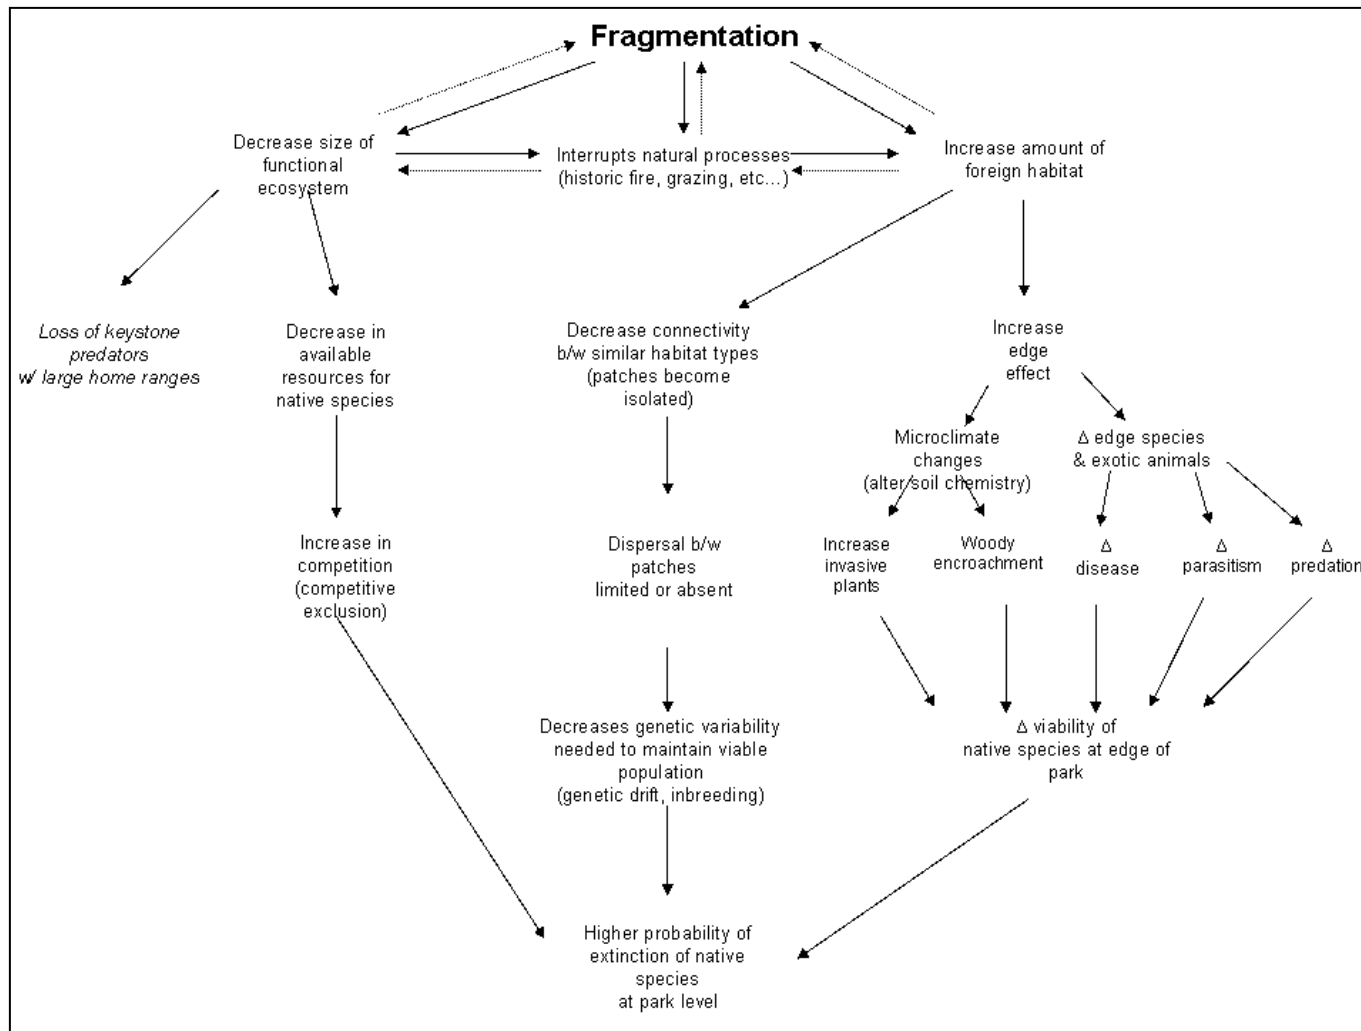 Fragmentation
Decrease size of
functional
ecosystem
Interrupts natural processes
(historic fire, grazing, etc...)
Increase amount of
foreign habitat
Loss of keystone
predators
w/ large home ranges
Decrease in
available
resources for
native species
Decrease connectivity
b/w similar habitat types
(patches become
isolated)
Increase
edge
effect
Microclimate
changes
(alter soil chemistry)
Δ edge species
& exotic animals
Increase in
competition
(competitive
exclusion)
Dispersal b/w
patches
limited or absent
Increase
invasive
plants
Woody
encroachment
Δ
disease
Δ
parasitism
Δ
predation
Decreases genetic variability
needed to maintain viable
population
(genetic drift, inbreeding)
Δ viability of
native species at edge of
park
Higher probability of
extinction of native
species
at park level